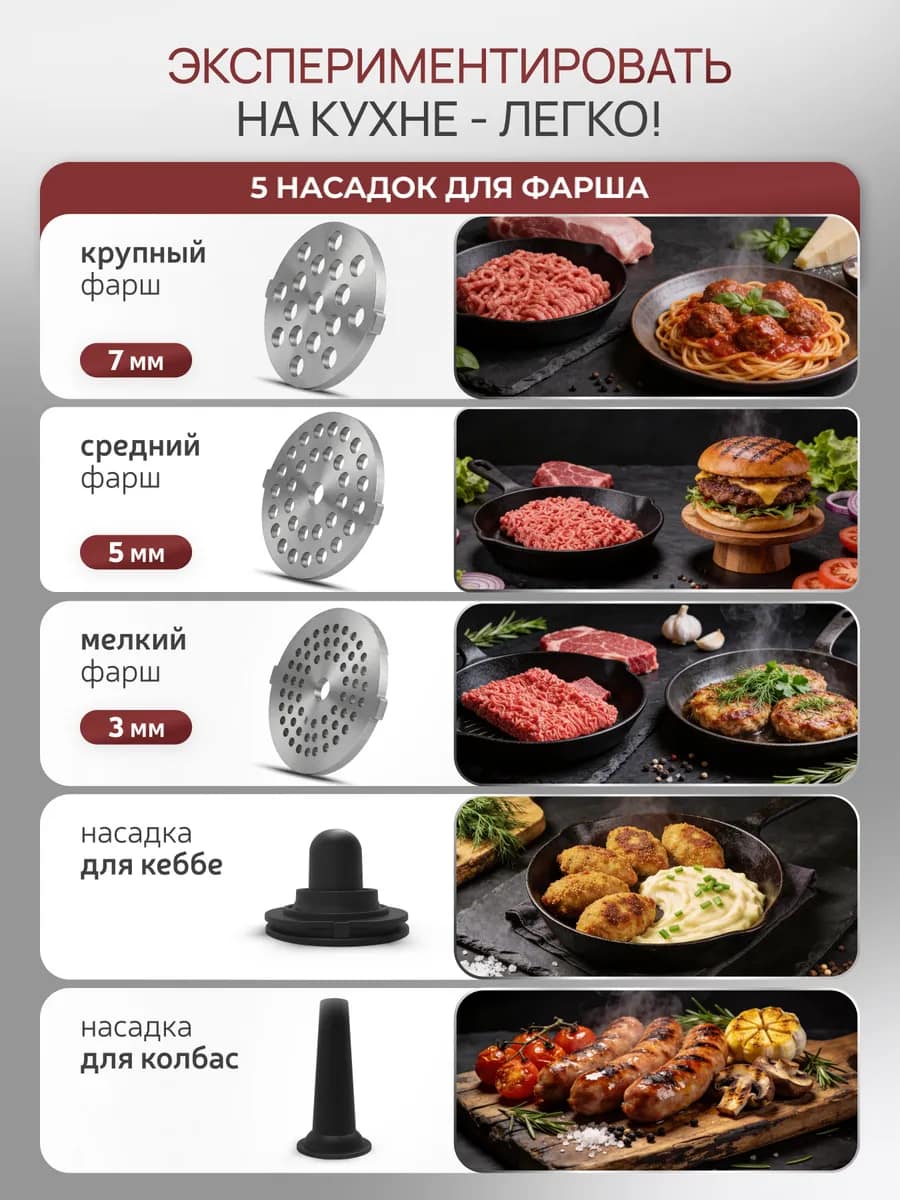 ЭКСПЕРИМЕНТИРОВАТЬ
НА КУХНЕ - ЛЕГКО!
5 НАСАДОК ДЛЯ ФАРША
крупный
фарш
7 мм
средний
фарш
5 мм
мелкий
фарш
3 мм
насадка
для кеббе
насадка
для колбас